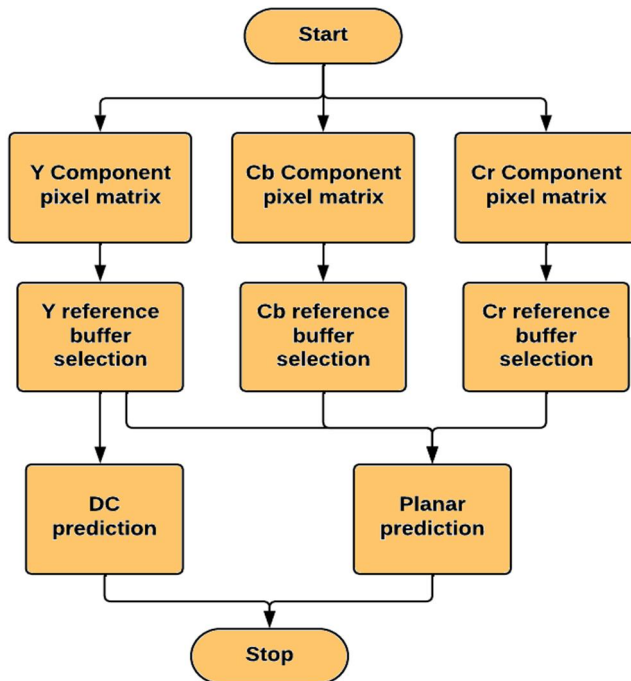 Start
Y Component
pixel matrix
Cb Component
pixel matrix
Cr Component
pixel matrix
Y reference
buffer
selection
Cb reference
buffer
selection
Cr reference
buffer
selection
DC
prediction
Planar
prediction
Stop